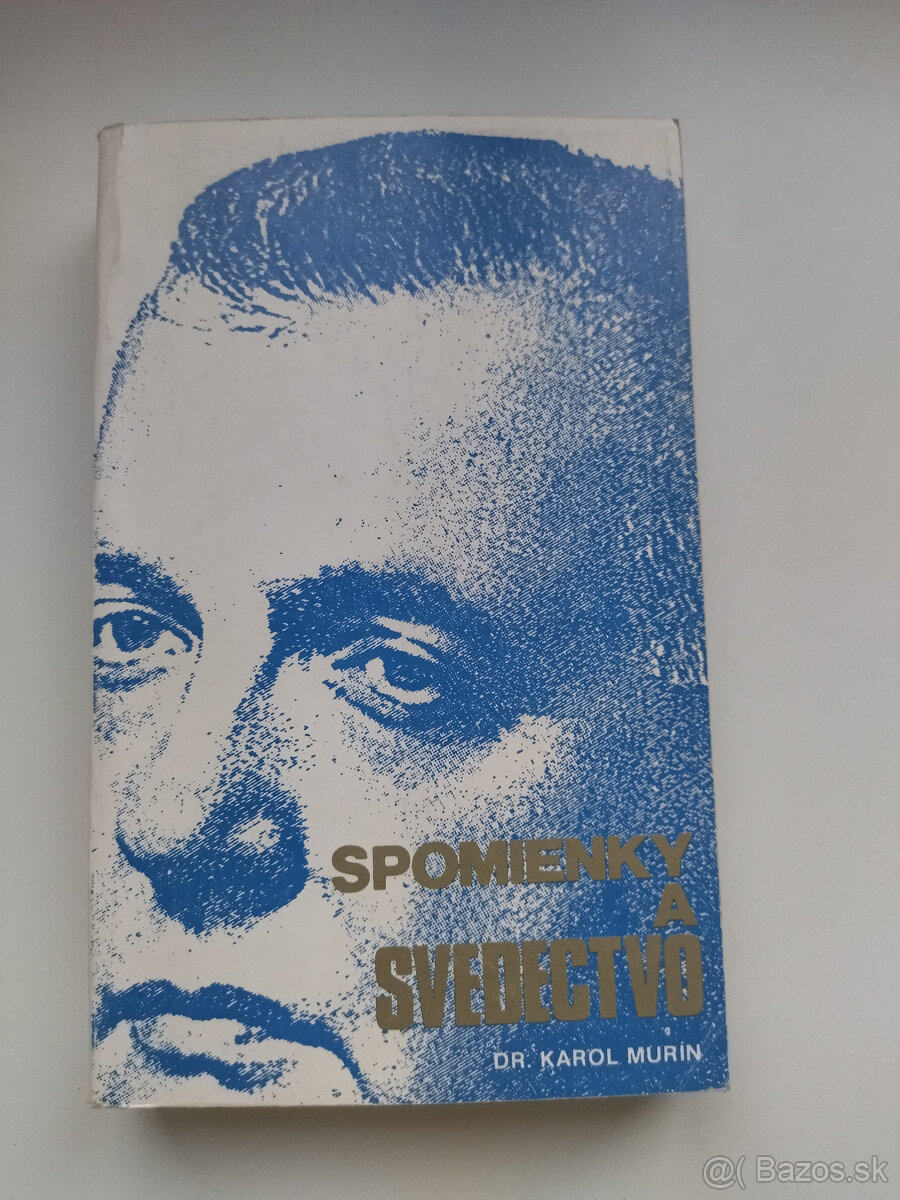 SPOMIENKY
A
SVEDECTVO
DR. KAROL MURÍN
@( Bazos.sk